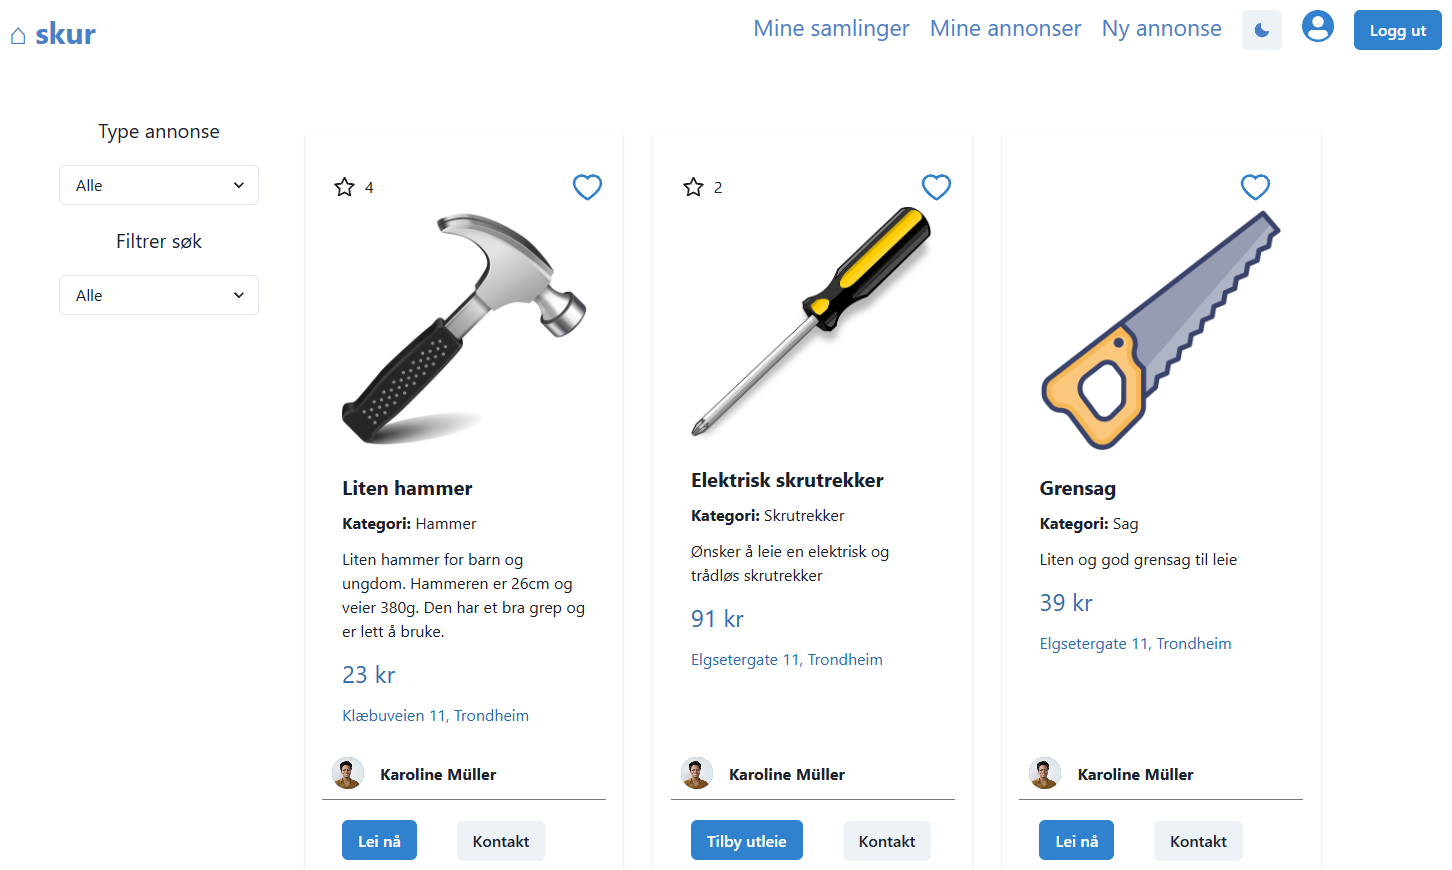 skur
Mine samlinger
Mine annonser
Ny annonse
Logg ut
Type annonse
Alle
Filtrer søk
Alle
4
Liten hammer
Kategori: Hammer
Liten hammer for barn og
ungdom. Hammeren er 26cm og
veier 380g. Den har et bra grep og
er lett å bruke.
23 kr
Klæbuveien 11, Trondheim
Karoline Müller
Lei nå
Kontakt
2
Elektrisk skrutrekker
Kategori: Skrutrekker
Ønsker å leie en elektrisk og
trådløs skrutrekker
91 kr
Elgsetergate 11, Trondheim
Karoline Müller
Tilby utleie
Kontakt
Grensag
Kategori: Sag
Liten og god grensag til leie
39 kr
Elgsetergate 11, Trondheim
Karoline Müller
Lei nå
Kontakt